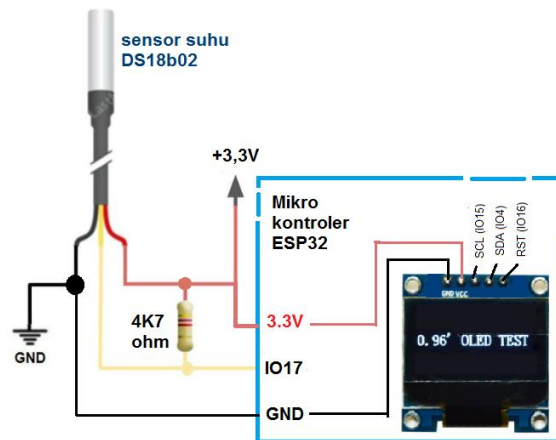 sensor suhu
DS18b02
+3,3V
Mikro
kontroler
ESP32
SCL (IO15)
SDA (IO4)
RST (IO16)
GND VCC
0.96' OLED TEST
3.3V
4K7
ohm
IO17
GND
GND